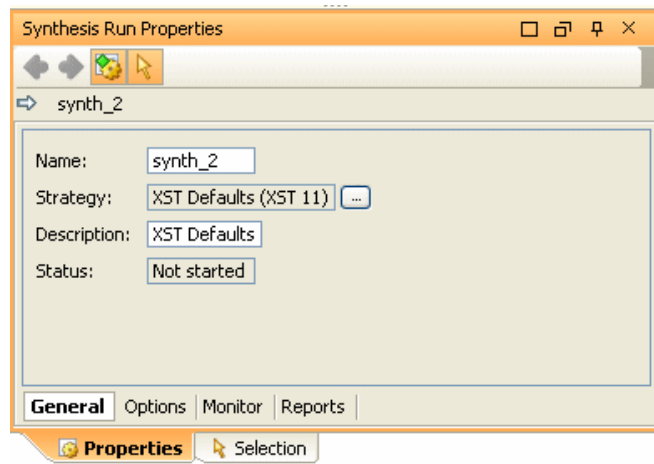 Synthesis Run Properties
synth_2
Name: synth_2
Strategy: XST Defaults (XST 11) ...
Description: XST Defaults
Status: Not started
General Options Monitor Reports
Properties Selection